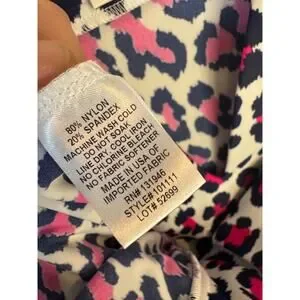 80% NYLON
20% SPANDEX
MACHINE WASH COLD
DO NOT SOAK
LINE DRY. COOL IRON
NO CHLORINE BLEACH
NO FABRIC SOFTENER
MADE IN USA OF
IMPORTED FABRIC
RN# 131946
STYLE# 101111
LOT# 52699